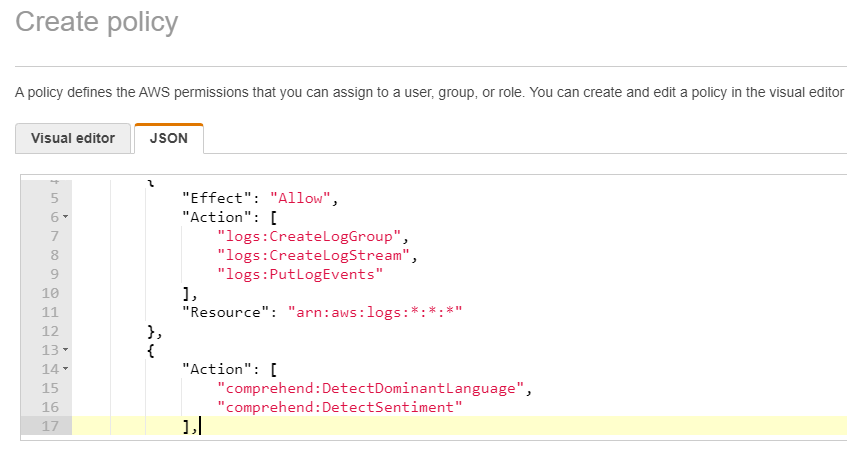 Create policy
A policy defines the AWS permissions that you can assign to a user, group, or role. You can create and edit a policy in the visual editor
Visual editor JSON
4 {
5 "Effect": "Allow",
6 "Action": [
7 "logs:CreateLogGroup",
8 "logs:CreateLogStream",
9 "logs:PutLogEvents"
10 ],
11 "Resource": "arn:aws:logs:*:*:*"
12 },
13 {
14 "Action": [
15 "comprehend:DetectDominantLanguage",
16 "comprehend:DetectSentiment"
17 ],